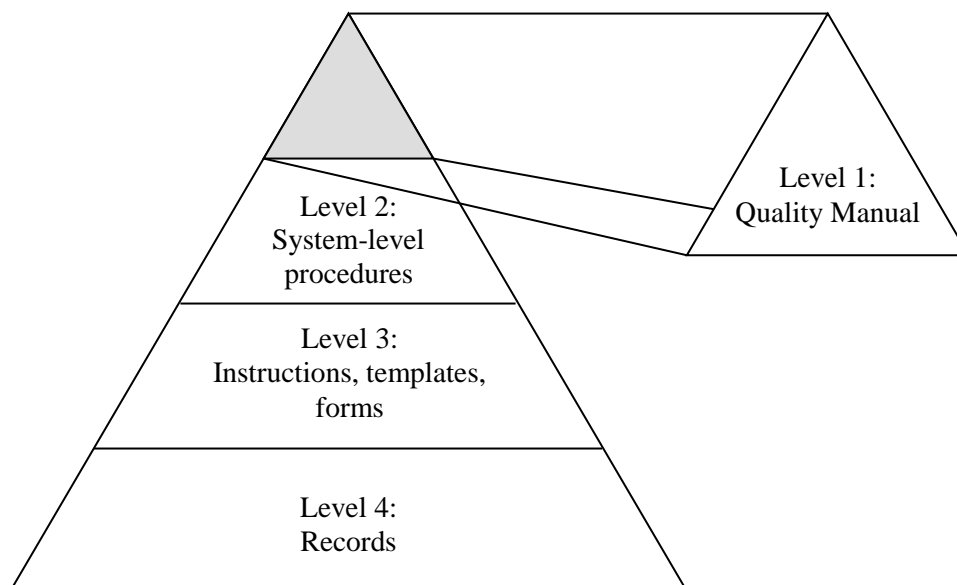 Level 1:
Quality Manual
Level 2:
System-level
procedures
Level 3:
Instructions, templates,
forms
Level 4:
Records